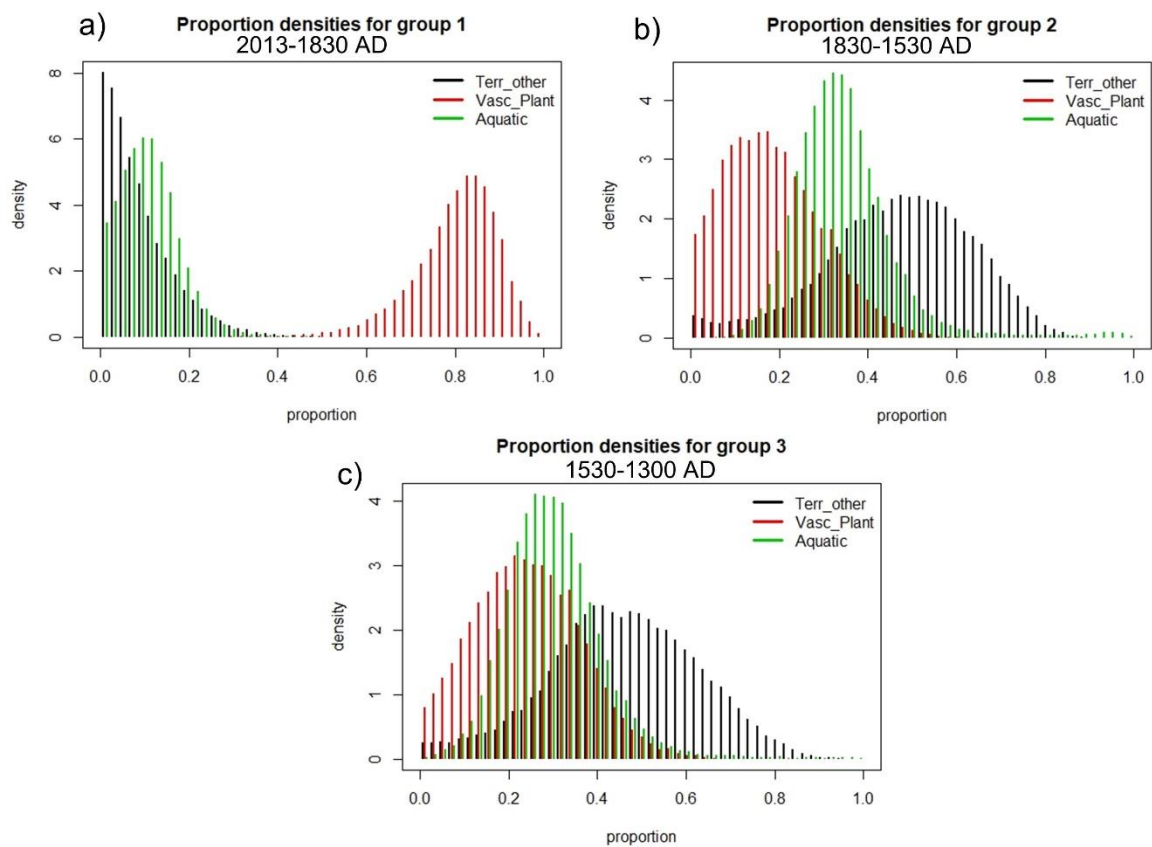 a)
Proportion densities for group 1
2013-1830 AD
Terr_other
Vasc_Plant
Aquatic
density
0 2 4 6 8
0.0 0.2 0.4 0.6 0.8 1.0
proportion
b)
Proportion densities for group 2
1830-1530 AD
Terr_other
Vasc_Plant
Aquatic
density
0 1 2 3 4
0.0 0.2 0.4 0.6 0.8 1.0
proportion
c)
Proportion densities for group 3
1530-1300 AD
Terr_other
Vasc_Plant
Aquatic
density
0 1 2 3 4
0.0 0.2 0.4 0.6 0.8 1.0
proportion